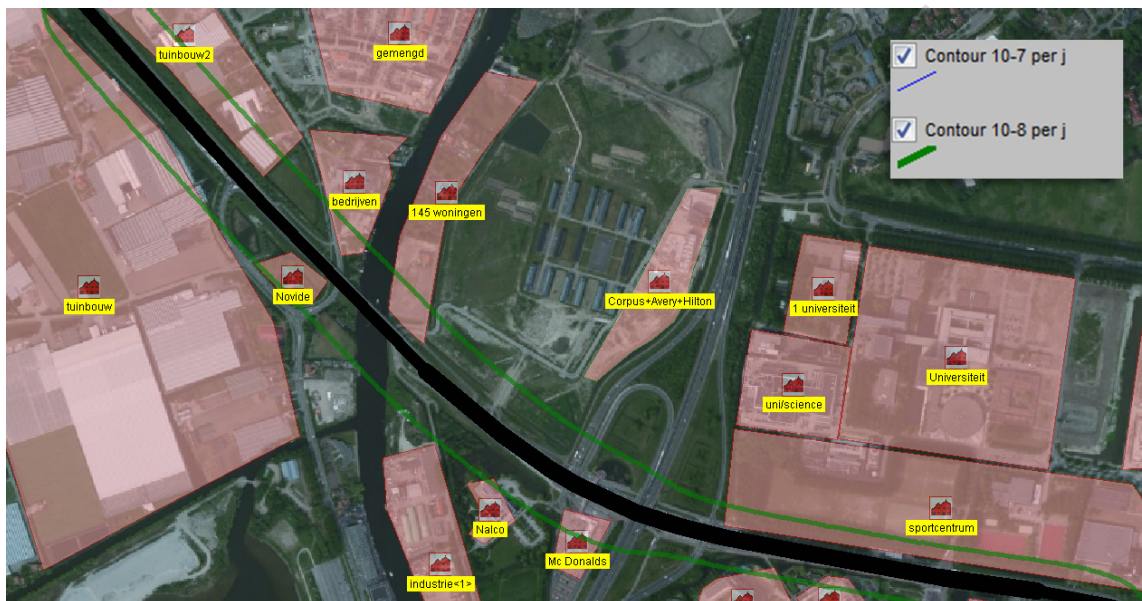 gemengd
tuinbouw2
Contour 10-7 per j
Contour 10-8 per j
bedrijven
145 woningen
tuinbouw
Novide
Corpus+Avery+Hilton
1 universiteit
Universiteit
uni/science
sportcentrum
Nalco
Mc Donalds
industrie<1>